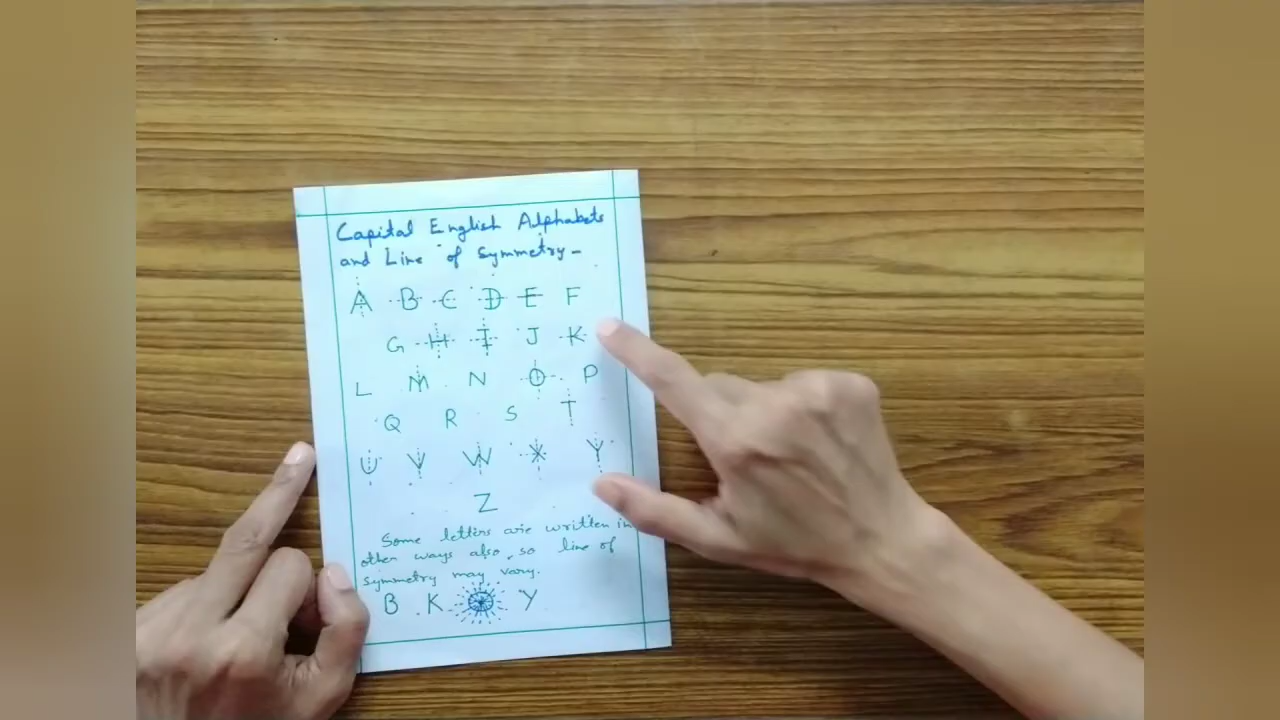 Capital English Alphabets
and Line of Symmetry -
A B C D E F
G H I J K
L M N O P
Q R S T
U V W X Y
Z
Some letters are written in
other ways also, so line of
symmetry may vary.
B K O Y